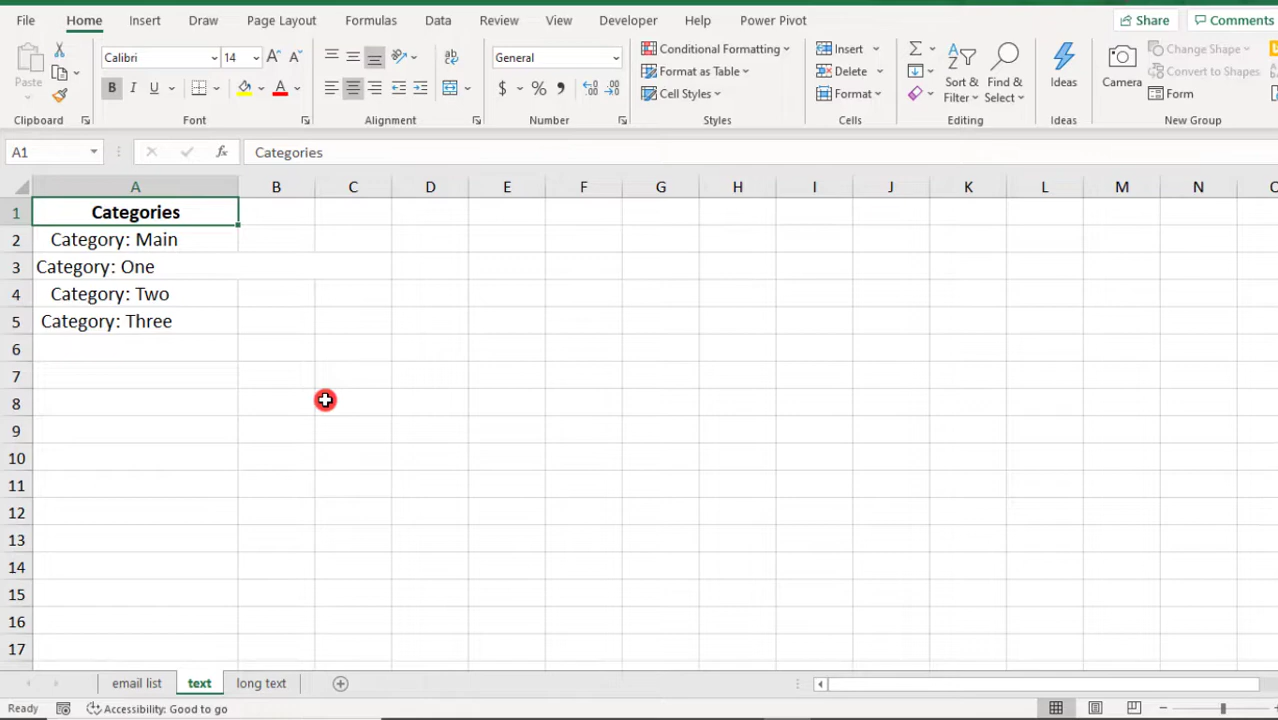 File Home Insert Draw Page Layout Formulas Data Review View Developer Help Power Pivot Share Comments
Paste Calibri 14 General Conditional Formatting Insert Sort & Filter Find & Select Ideas Camera Change Shape
B I U A $ % Format as Table Delete Convert to Shapes
Cell Styles Format Form
Clipboard Font Alignment Number Styles Cells Editing Ideas New Group
A1 fx Categories
A B C D E F G H I J K L M N
1 Categories
2 Category: Main
3 Category: One
4 Category: Two
5 Category: Three
6
7
8
9
10
11
12
13
14
15
16
17
email list text long text
Ready Accessibility: Good to go